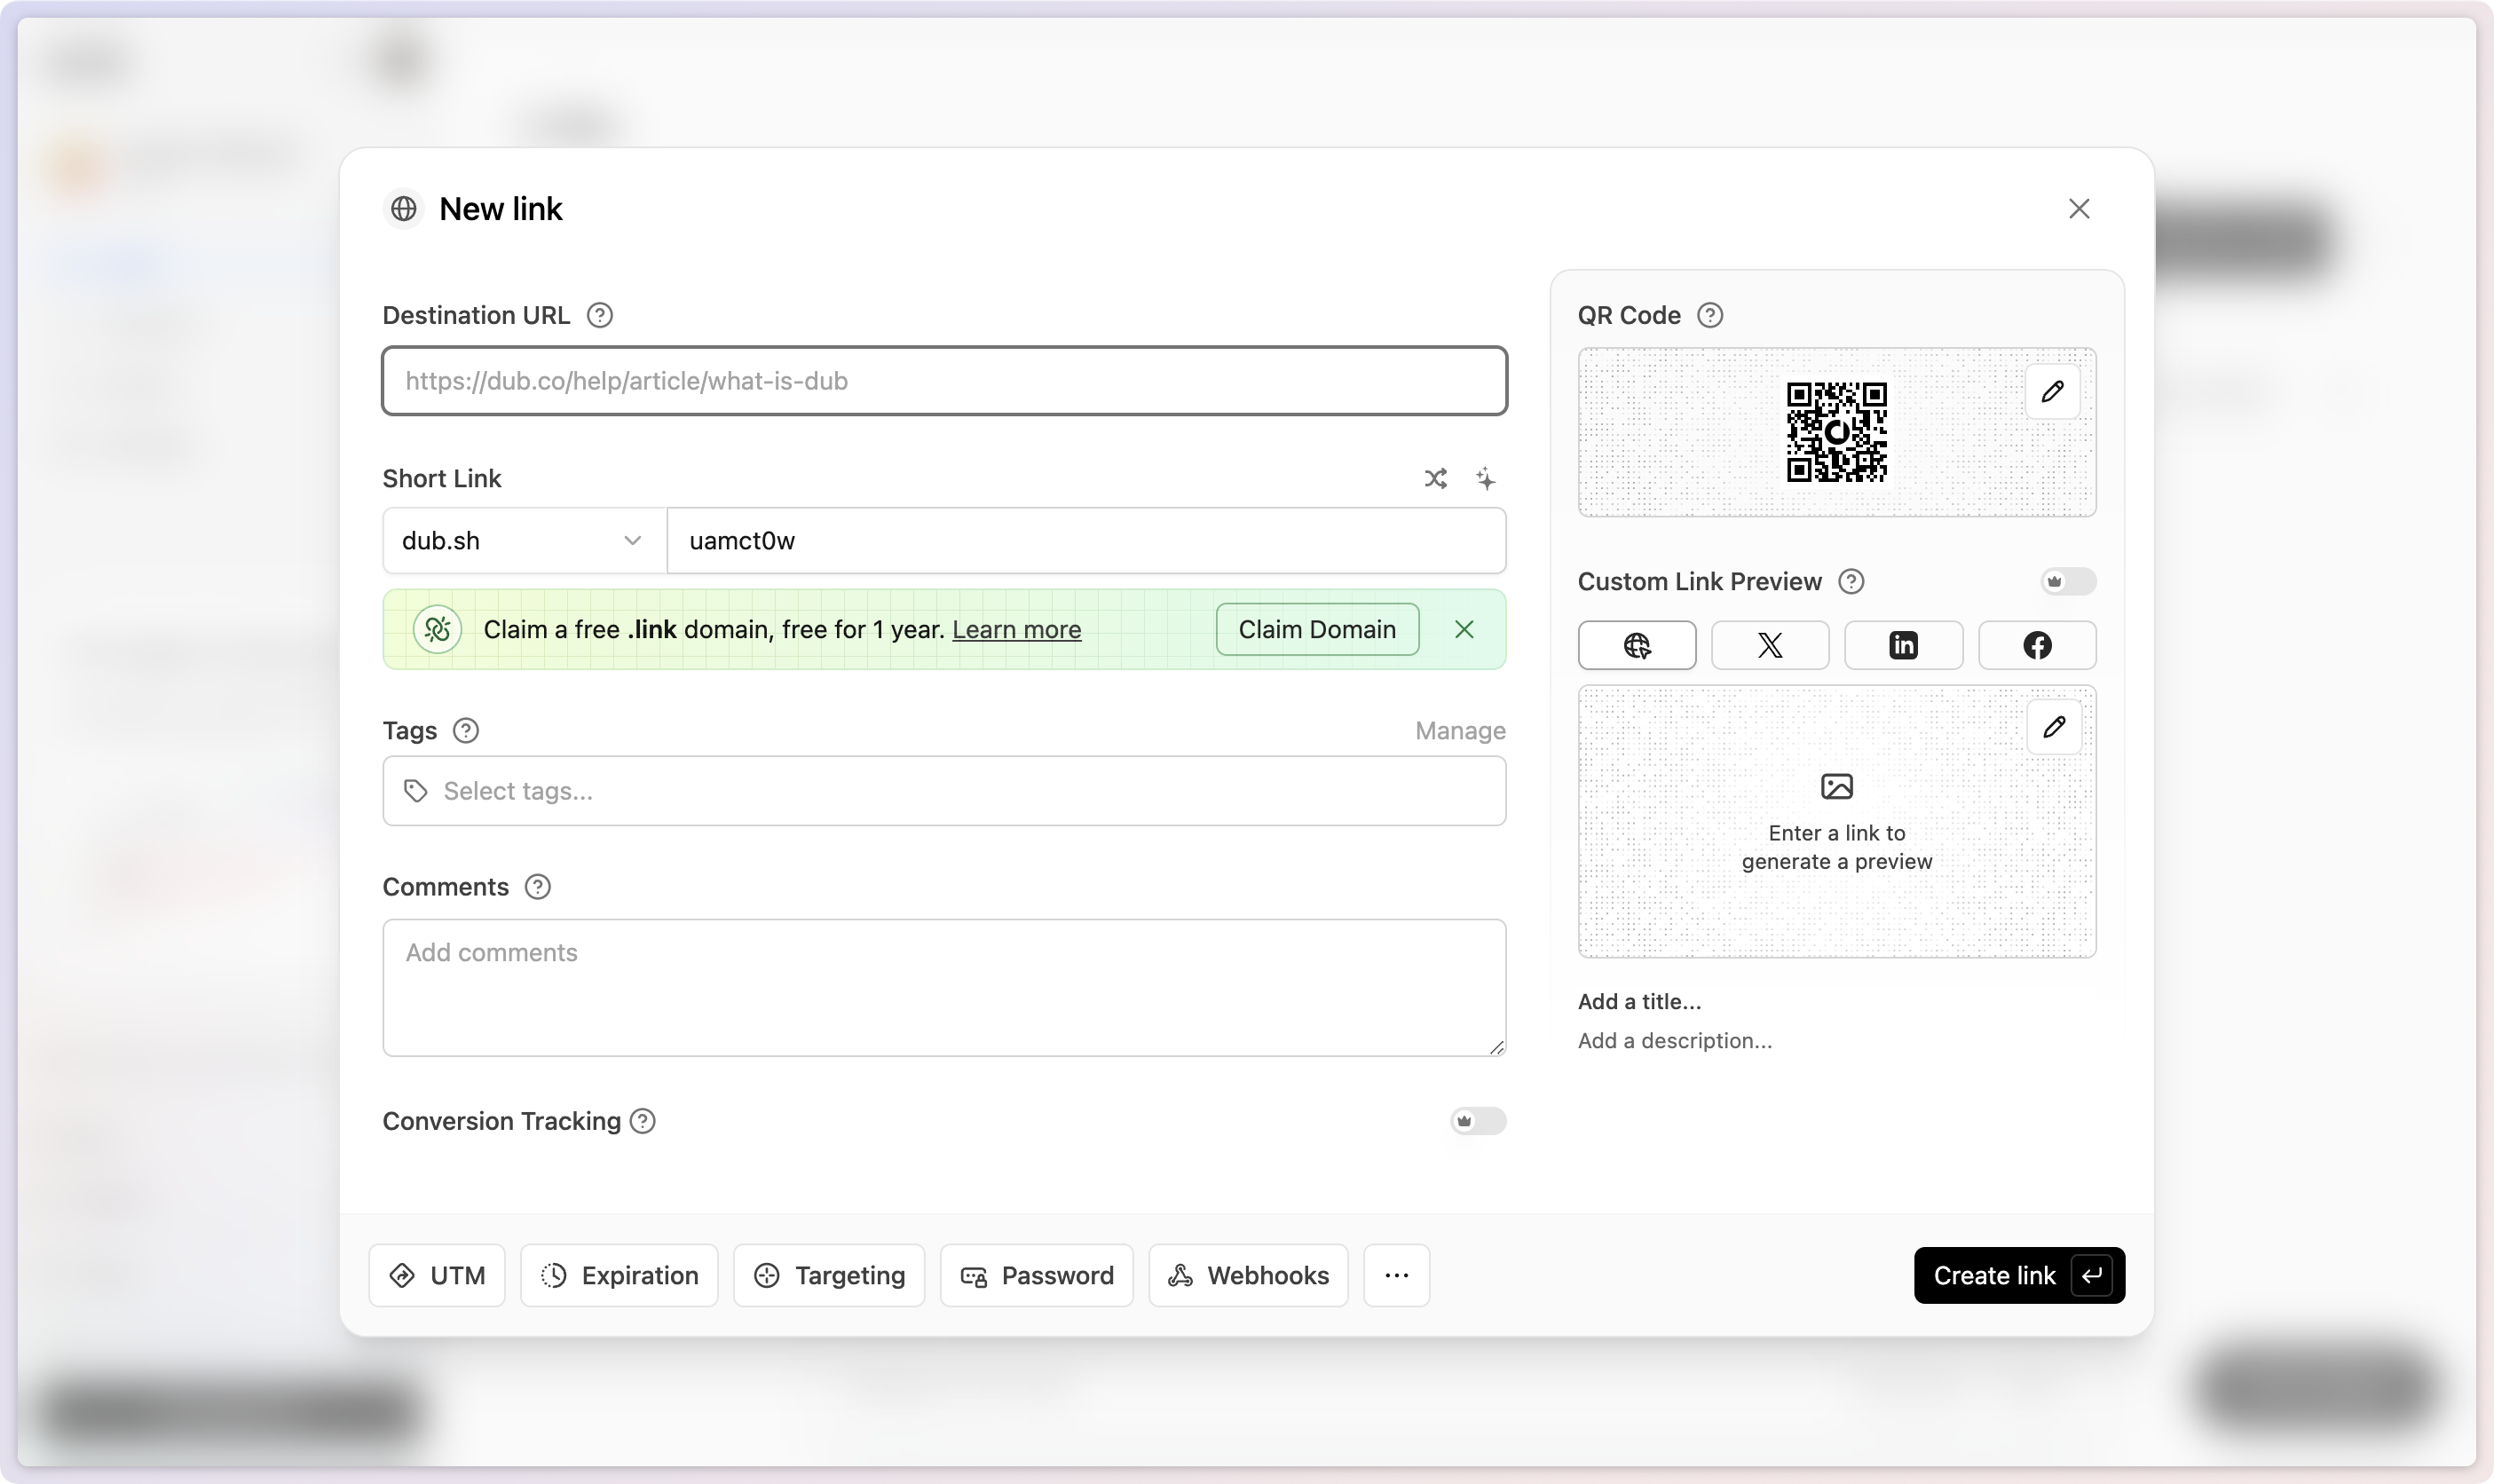 New link
Destination URL
https://dub.co/help/article/what-is-dub
Short Link
dub.sh
uamct0w
Claim a free .link domain, free for 1 year. Learn more
Claim Domain
Tags
Manage
Select tags...
Comments
Add comments
Conversion Tracking
QR Code
Custom Link Preview
Enter a link to
generate a preview
Add a title...
Add a description...
UTM
Expiration
Targeting
Password
Webhooks
Create link